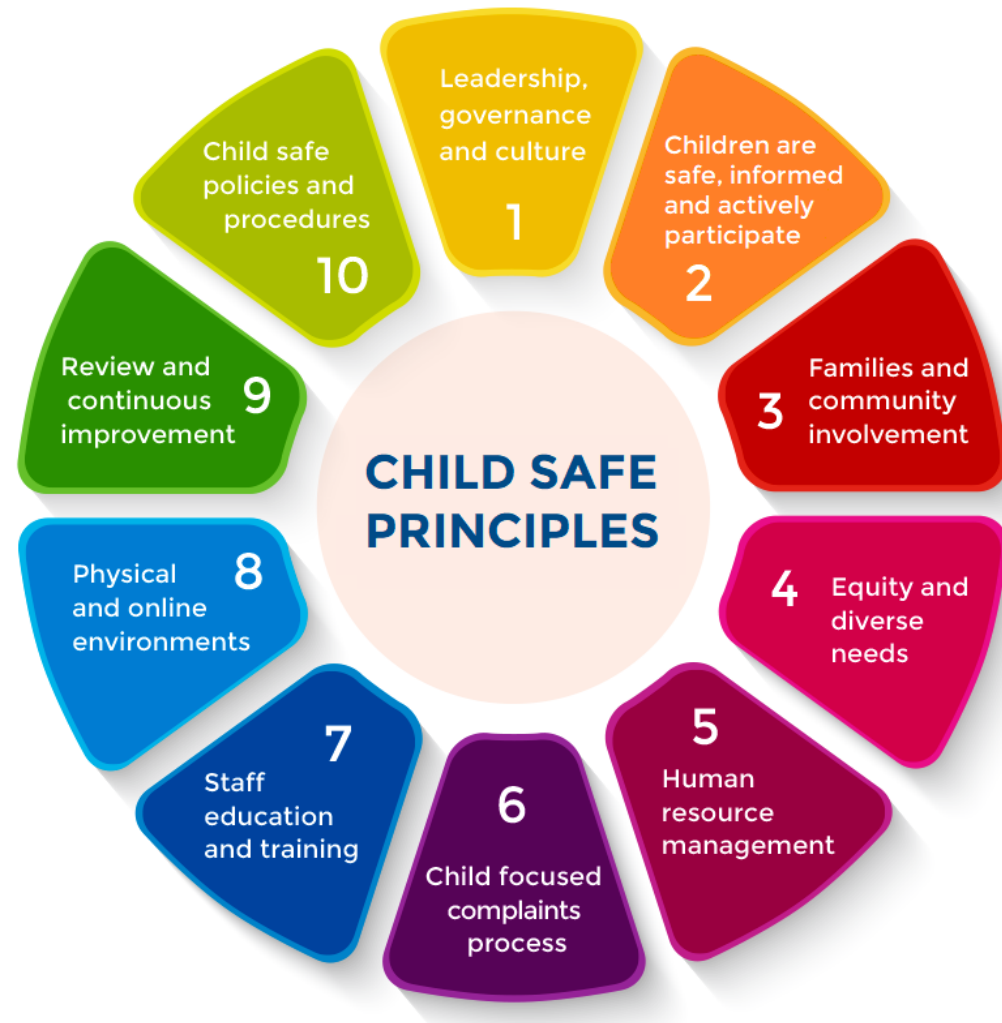 Leadership,
governance
and culture
1
Children are
safe, informed
and actively
participate
2
Families and
community
involvement
3
Equity and
diverse
needs
4
5
Human
resource
management
6
Child focused
complaints
process
7
Staff
education
and training
8
Physical
and online
environments
9
Review and
continuous
improvement
Child safe
policies and
procedures
10
CHILD SAFE
PRINCIPLES